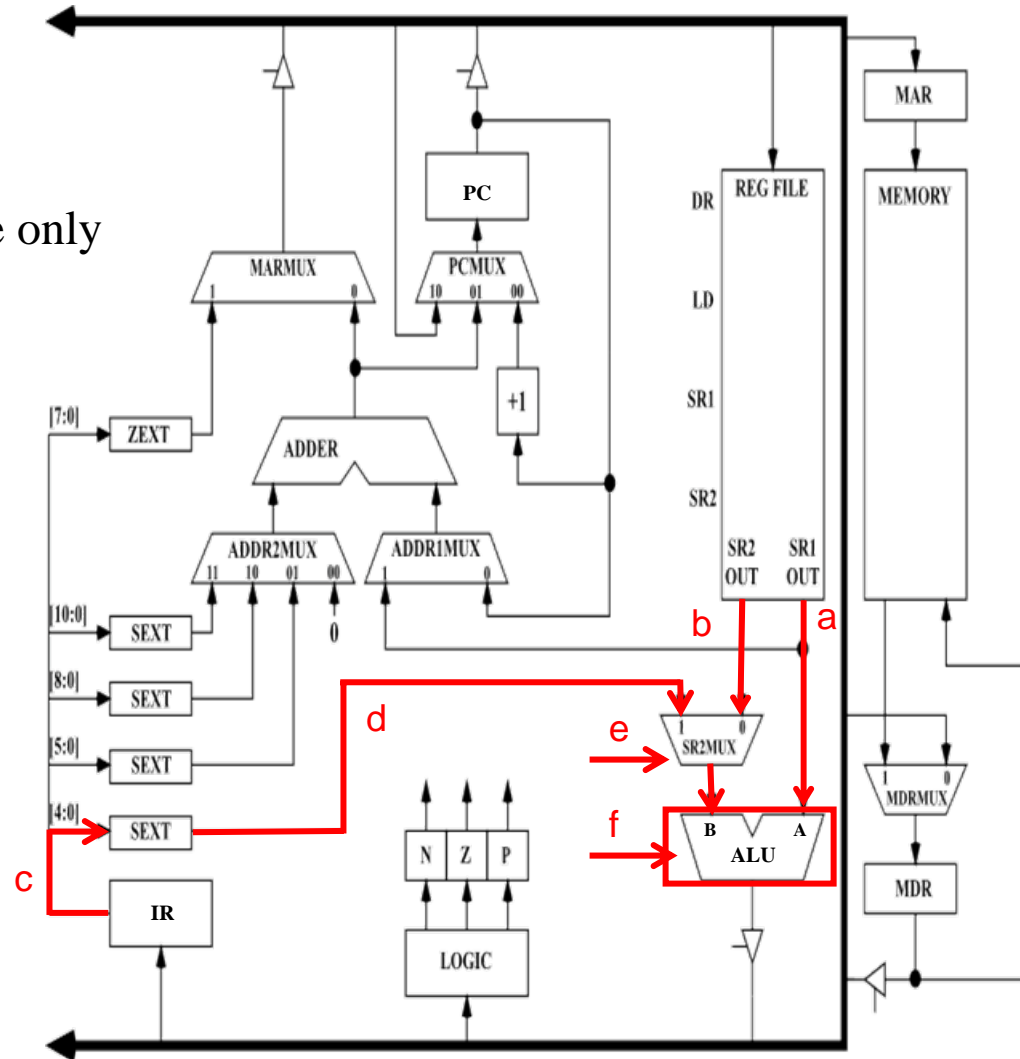 MAR
PC
DR
REG FILE
MEMORY
e only
MARMUX
1 0
PCMUX
10 01 00
LD
+1
SR1
[7:0]
ZEXT
ADDER
SR2
ADDR2MUX
11 10 01 00
ADDR1MUX
1 0
SR2 OUT
SR1 OUT
[10:0]
SEXT
0
b
a
[8:0]
SEXT
d
e
1 0
SR2MUX
[5:0]
SEXT
1 0
MDRMUX
[4:0]
SEXT
f
B A
ALU
N Z P
c
IR
MDR
LOGIC